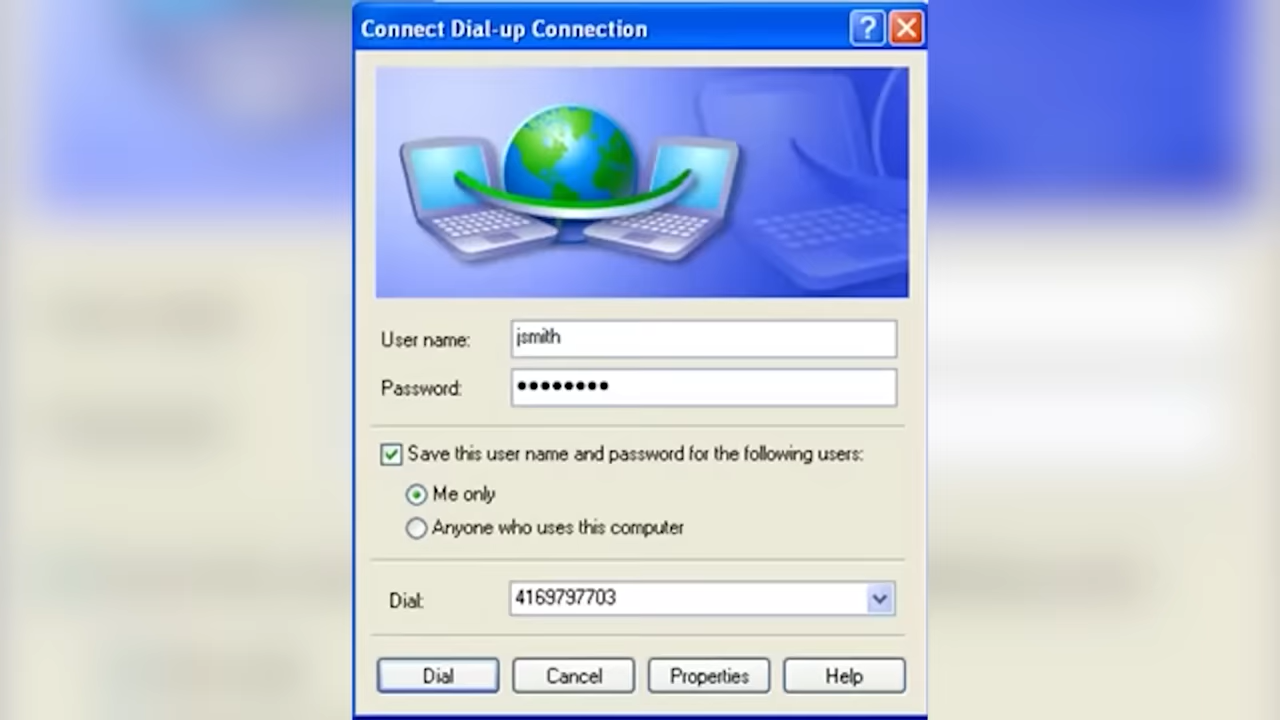 Connect Dial-up Connection
User name: jsmith
Password: ••••••••
Save this user name and password for the following users:
Me only
Anyone who uses this computer
Dial: 4169797703
Dial Cancel Properties Help